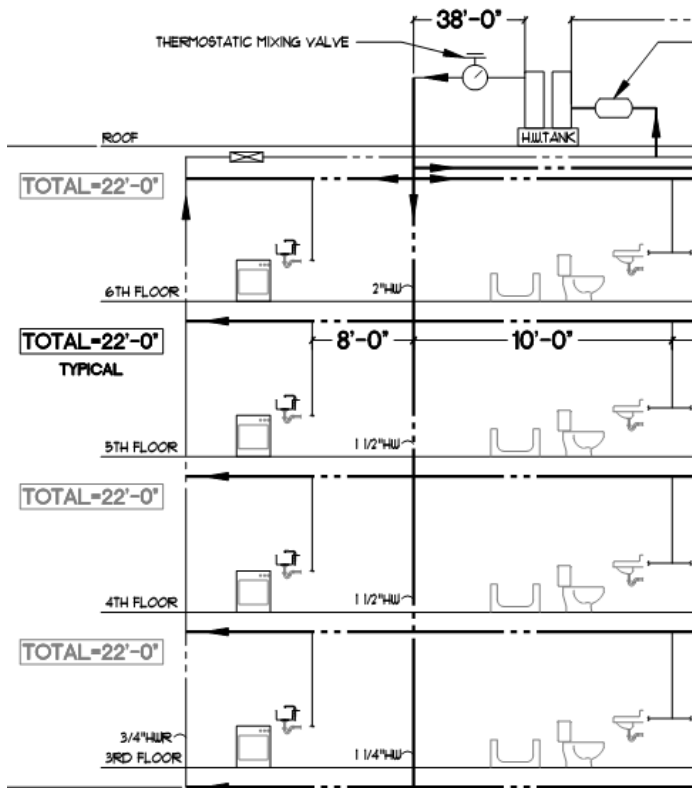 38'-0"
THERMOSTATIC MIXING VALVE
ROOF
H.W.TANK
TOTAL=22'-0"
6TH FLOOR
2"HW
TOTAL=22'-0"
TYPICAL
8'-0"
10'-0"
5TH FLOOR
1 1/2"HW
TOTAL=22'-0"
4TH FLOOR
1 1/2"HW
TOTAL=22'-0"
3/4"HWR
3RD FLOOR
1 1/4"HW